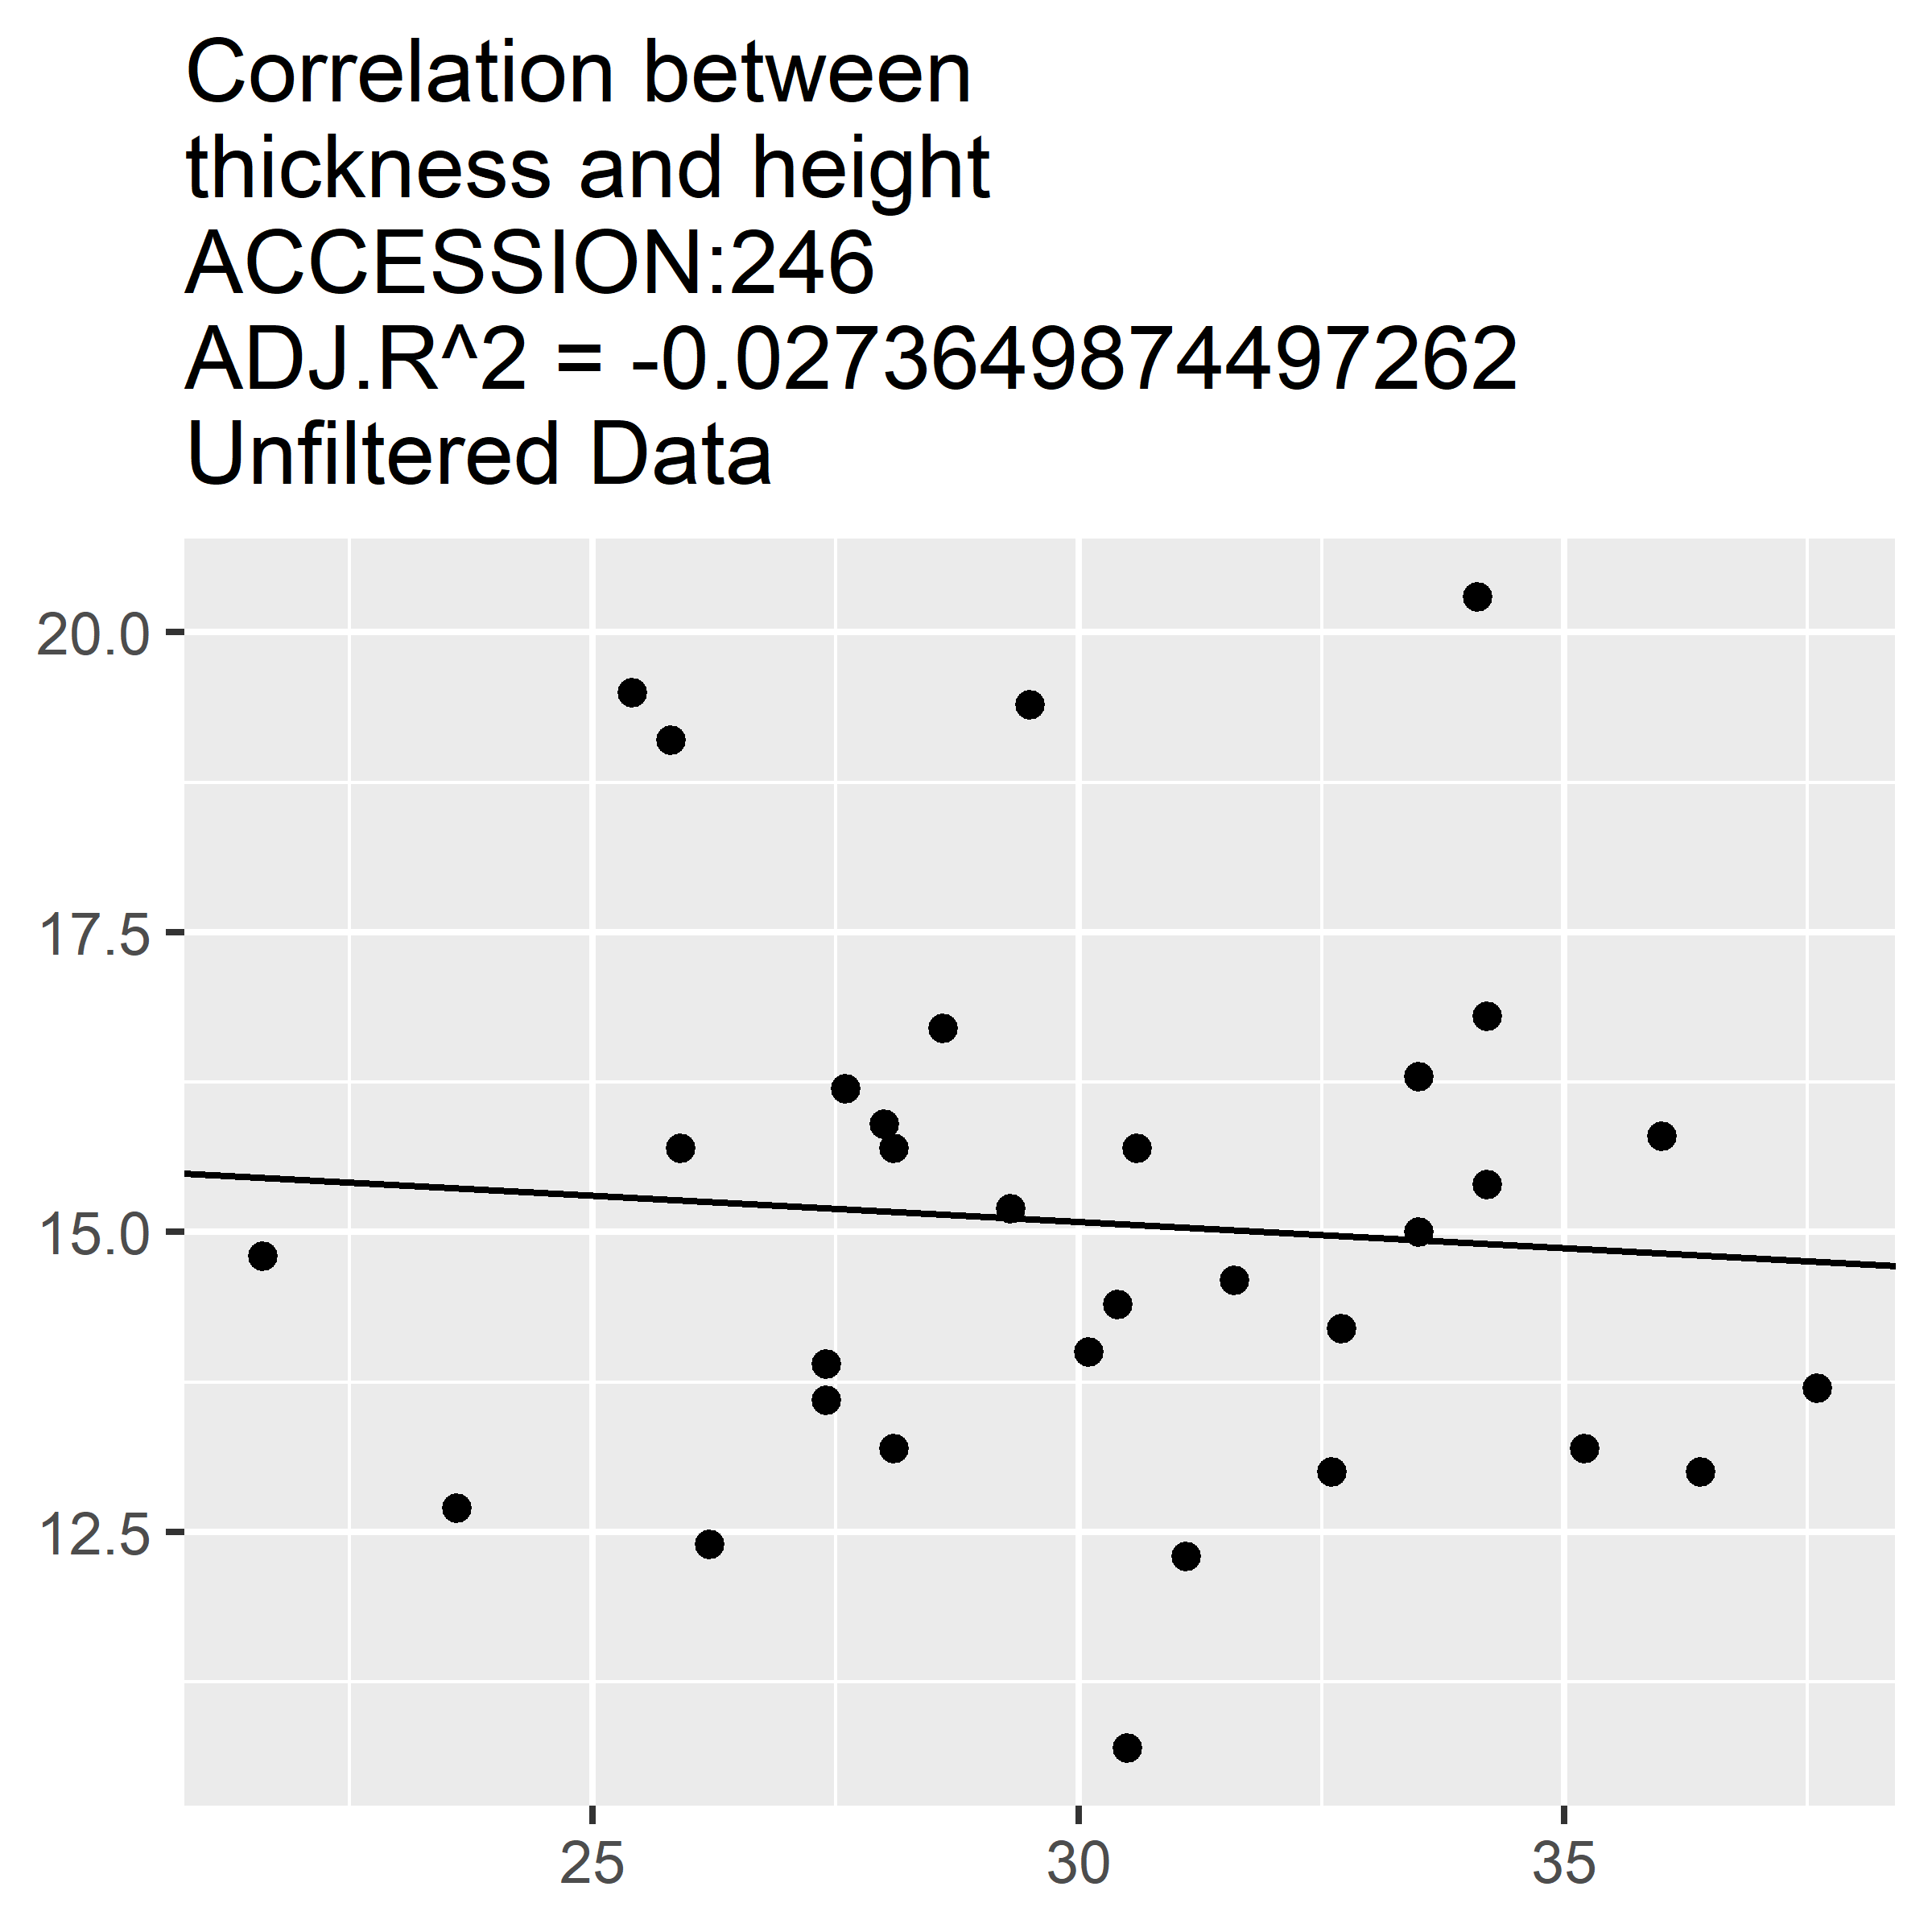 Correlation between
thickness and height
ACCESSION:246
ADJ.R^2 = -0.0273649874497262
Unfiltered Data
20.0
17.5
15.0
12.5
25 30 35